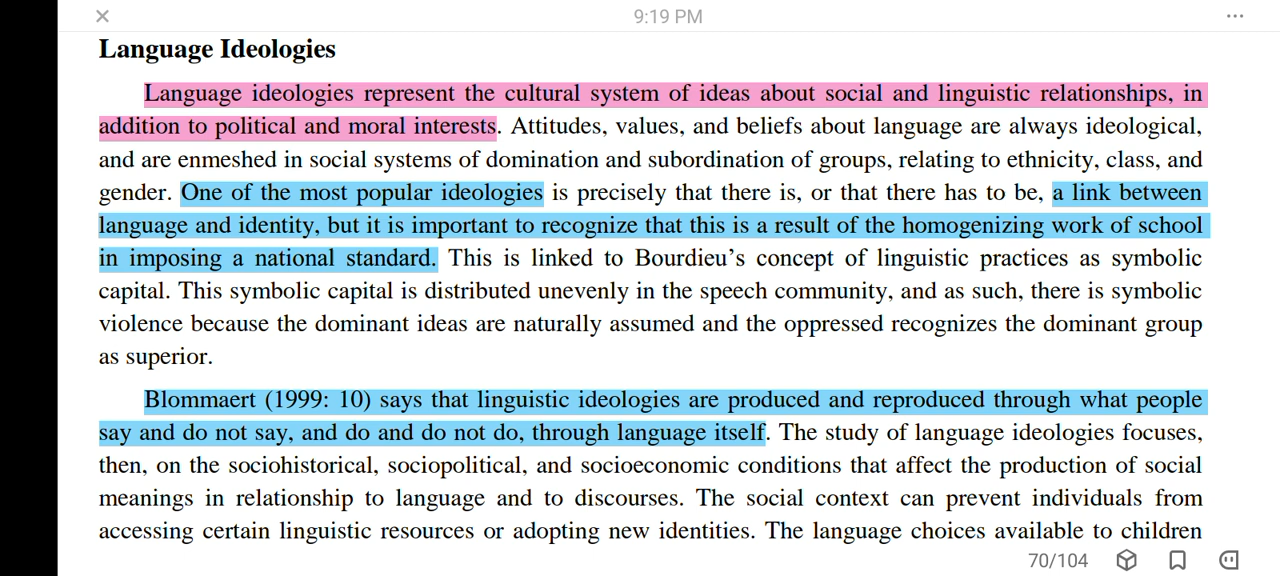 9:19 PM
Language Ideologies
Language ideologies represent the cultural system of ideas about social and linguistic relationships, in
addition to political and moral interests. Attitudes, values, and beliefs about language are always ideological,
and are enmeshed in social systems of domination and subordination of groups, relating to ethnicity, class, and
gender. One of the most popular ideologies is precisely that there is, or that there has to be, a link between
language and identity, but it is important to recognize that this is a result of the homogenizing work of school
in imposing a national standard. This is linked to Bourdieu's concept of linguistic practices as symbolic
capital. This symbolic capital is distributed unevenly in the speech community, and as such, there is symbolic
violence because the dominant ideas are naturally assumed and the oppressed recognizes the dominant group
as superior.
Blommaert (1999: 10) says that linguistic ideologies are produced and reproduced through what people
say and do not say, and do and do not do, through language itself. The study of language ideologies focuses,
then, on the sociohistorical, sociopolitical, and socioeconomic conditions that affect the production of social
meanings in relationship to language and to discourses. The social context can prevent individuals from
accessing certain linguistic resources or adopting new identities. The language choices available to children
70/104